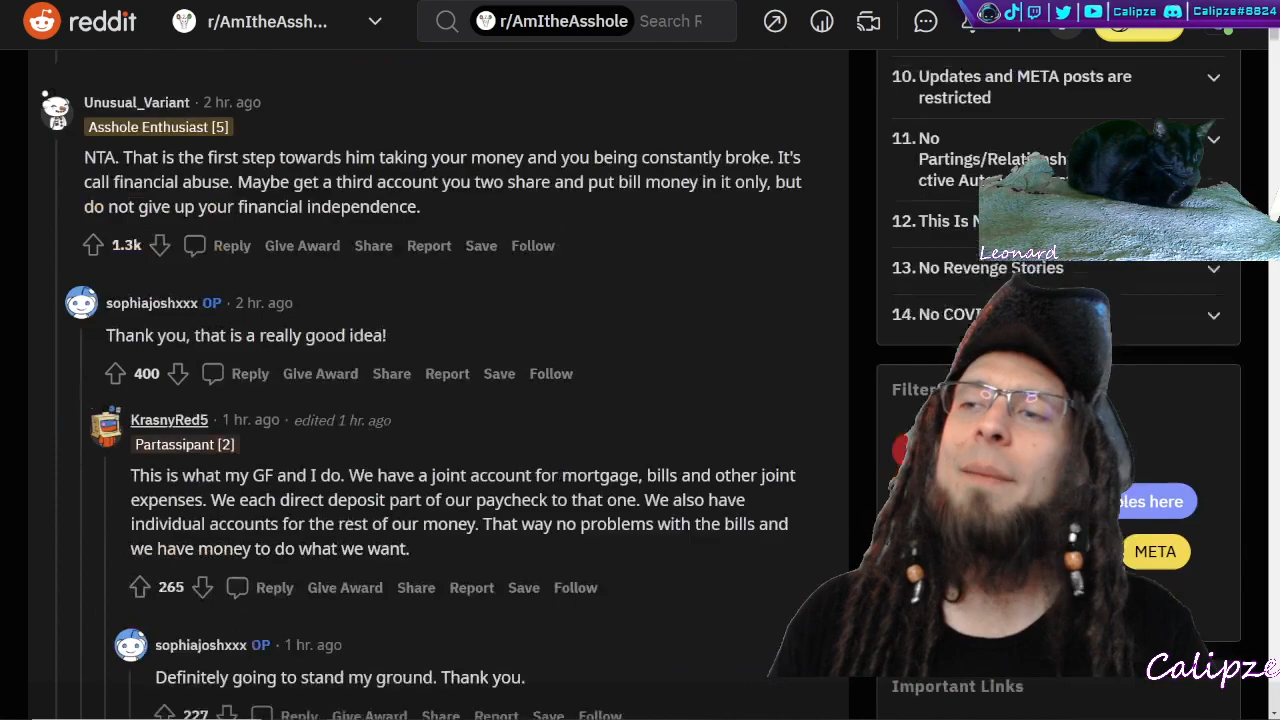 reddit
r/AmItheAssh...
r/AmItheAsshole
Search
Calipze
Calipze#8824
Unusual_Variant · 2 hr. ago
Asshole Enthusiast [5]
NTA. That is the first step towards him taking your money and you being constantly broke. It's
call financial abuse. Maybe get a third account you two share and put bill money in it only, but
do not give up your financial independence.
1.3k Reply Give Award Share Report Save Follow
sophiajoshxxx OP · 2 hr. ago
Thank you, that is a really good idea!
400 Reply Give Award Share Report Save Follow
KrasnyRed5 · 1 hr. ago · edited 1 hr. ago
Partassipant [2]
This is what my GF and I do. We have a joint account for mortgage, bills and other joint
expenses. We each direct deposit part of our paycheck to that one. We also have
individual accounts for the rest of our money. That way no problems with the bills and
we have money to do what we want.
265 Reply Give Award Share Report Save Follow
sophiajoshxxx OP · 1 hr. ago
Definitely going to stand my ground. Thank you.
227 Reply Give Award Share Report Save Follow
10. Updates and META posts are
restricted
11. No
Partings/Relationsh
ctive Aut
12. This Is N
13. No Revenge Stories
14. No COVI
Leonard
Filter
ples here
META
Calipze
Important Links